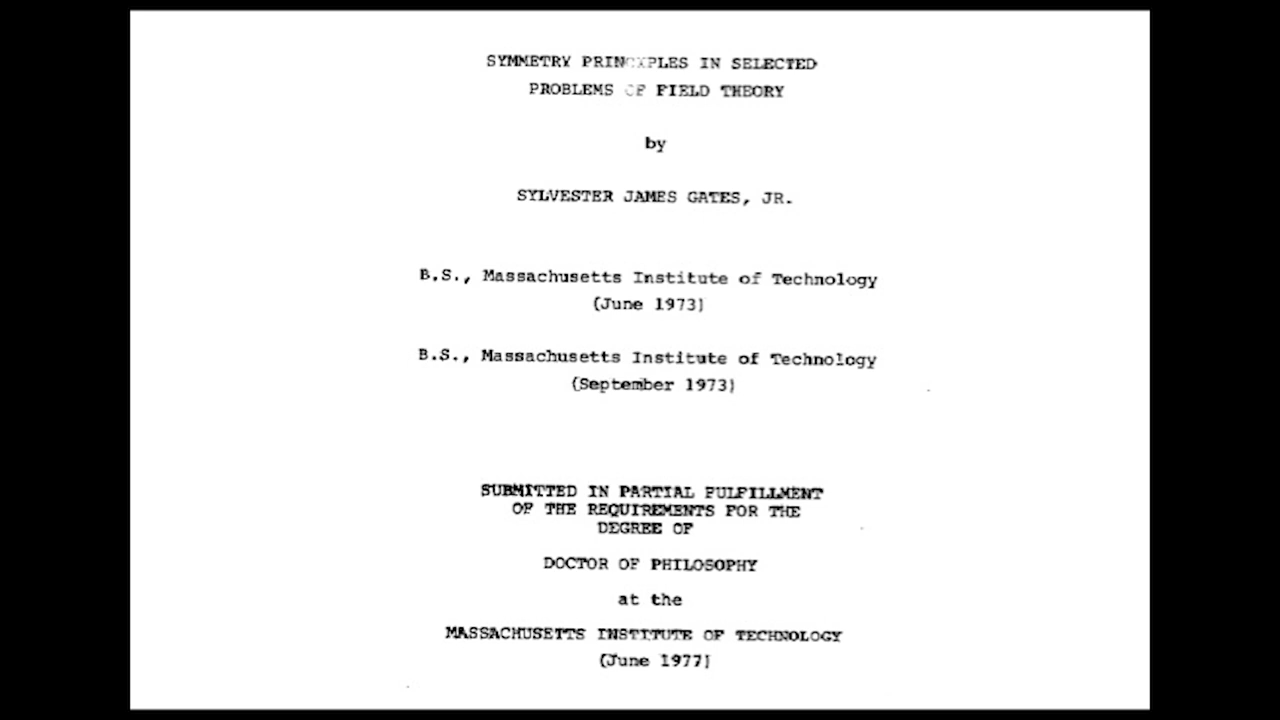 SYMMETRY PRINCIPLES IN SELECTED
PROBLEMS OF FIELD THEORY
by
SYLVESTER JAMES GATES, JR.
B.S., Massachusetts Institute of Technology
(June 1973)
B.S., Massachusetts Institute of Technology
(September 1973)
SUBMITTED IN PARTIAL FULFILLMENT
OF THE REQUIREMENTS FOR THE
DEGREE OF
DOCTOR OF PHILOSOPHY
at the
MASSACHUSETTS INSTITUTE OF TECHNOLOGY
(June 1977)